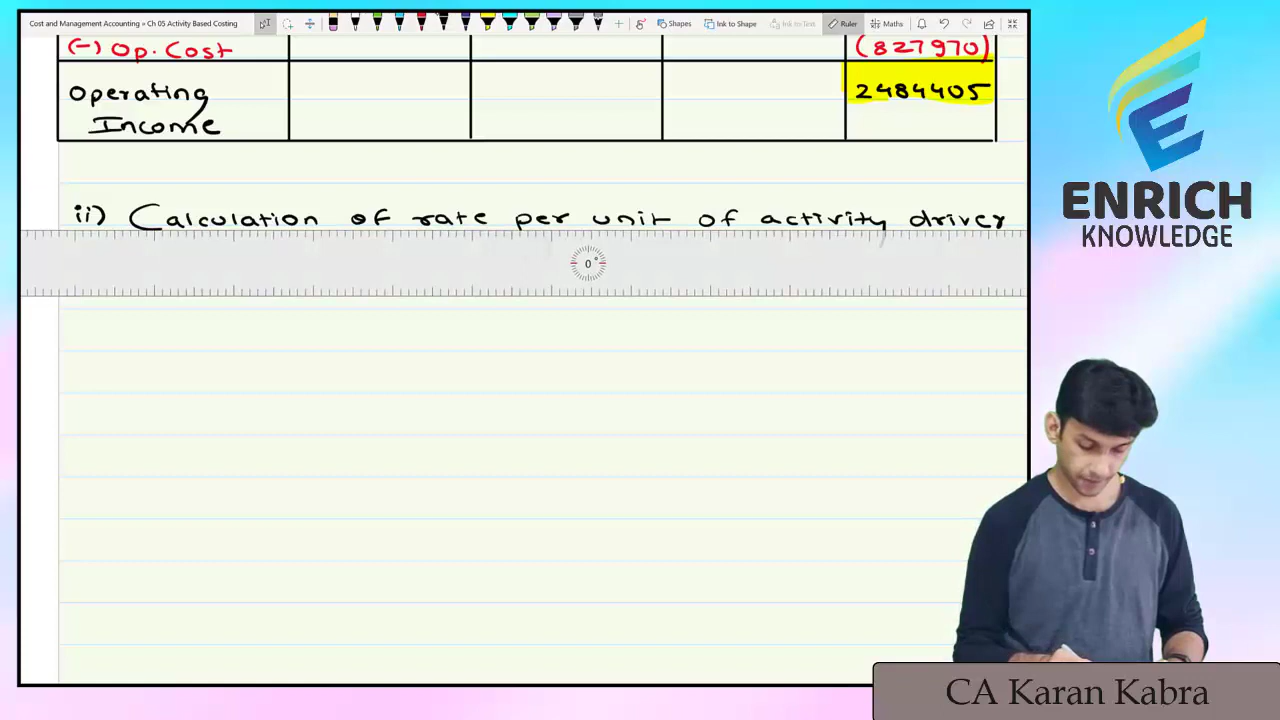 Cost and Management Accounting » Ch 05 Activity Based Costing
Shapes
Ink to Shape
Ink to Text
Ruler
Maths
(-) Op. Cost (827970)
Operating 2484405
Income
ii) Calculation of rate per unit of activity driver
0°
ENRICH
KNOWLEDGE
CA Karan Kabra